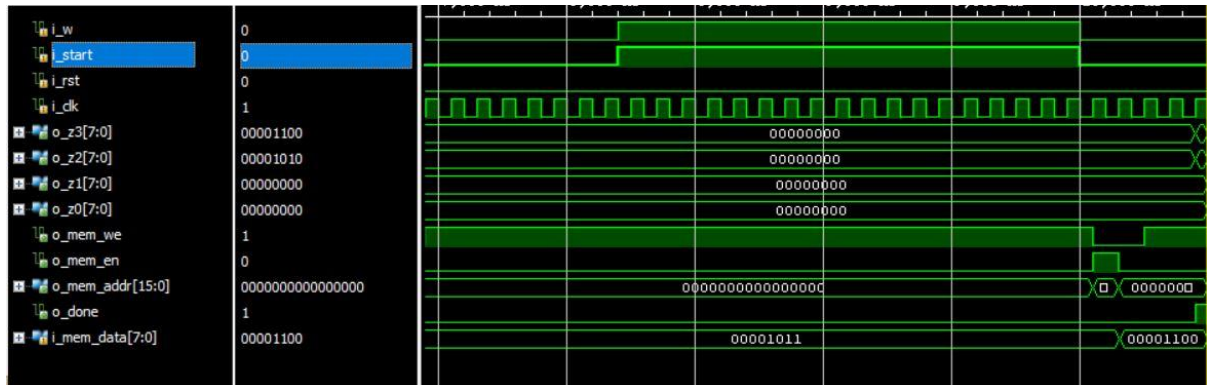 i_w 0
i_start 0
i_rst 0
i_clk 1
o_z3[7:0] 00001100 00000000
o_z2[7:0] 00001010 00000000
o_z1[7:0] 00000000 00000000
o_z0[7:0] 00000000 00000000
o_mem_we 1
o_mem_en 0
o_mem_addr[15:0] 0000000000000000 0000000000000000 0000000
o_done 1
i_mem_data[7:0] 00001100 00001011 00001100